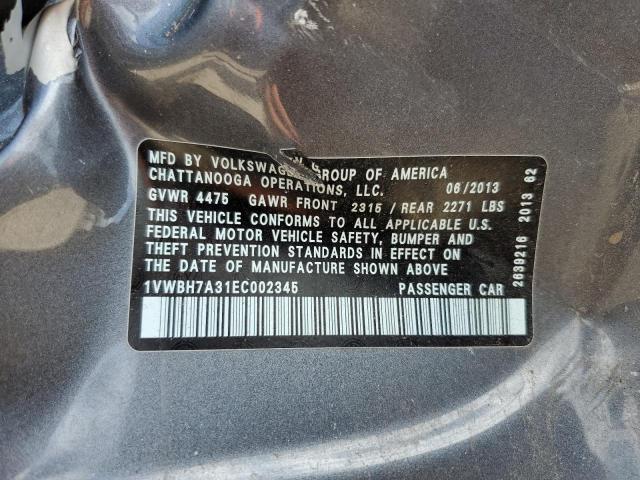 MFD BY VOLKSWAGEN GROUP OF AMERICA
CHATTANOOGA OPERATIONS, LLC. 06/2013
GVWR 4475 GAWR FRONT 2315 / REAR 2271 LBS
THIS VEHICLE CONFORMS TO ALL APPLICABLE U.S.
FEDERAL MOTOR VEHICLE SAFETY, BUMPER AND
THEFT PREVENTION STANDARDS IN EFFECT ON
THE DATE OF MANUFACTURE SHOWN ABOVE
1VWBH7A31EC002345 PASSENGER CAR
2639216 2013 62